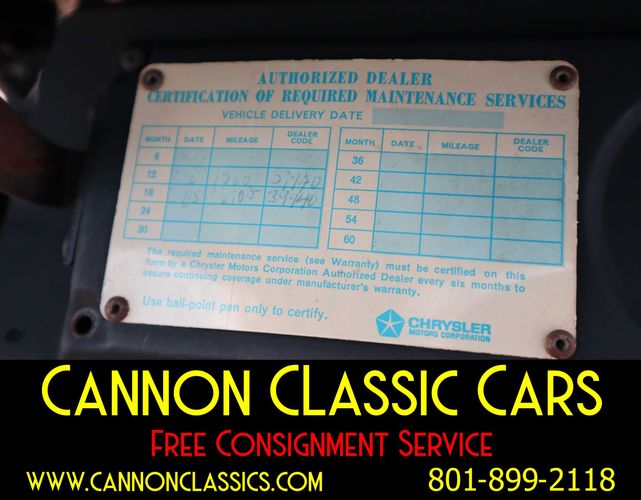 AUTHORIZED DEALER
CERTIFICATION OF REQUIRED MAINTENANCE SERVICES
VEHICLE DELIVERY DATE
MONTH DATE MILEAGE DEALER CODE MONTH DATE MILEAGE DEALER CODE
6 36
12 42
18 48
24 54
30 60
The required maintenance service (see Warranty) must be certified on this
form by a Chrysler Motors Corporation Authorized Dealer every six months to
assure continuing coverage under manufacturer's warranty.
Use ball-point pen only to certify.
CHRYSLER
MOTORS CORPORATION
CANNON CLASSIC CARS
FREE CONSIGNMENT SERVICE
WWW.CANNONCLASSICS.COM 801-899-2118